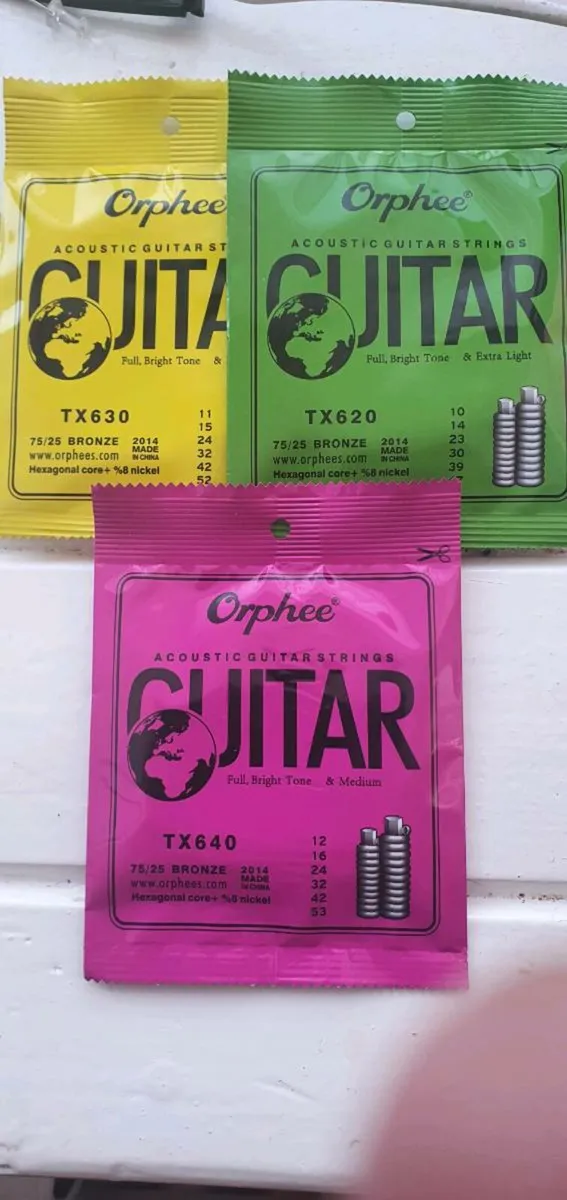 Orphee
ACOUSTIC GUITAR ST
GUITA
Full, Bright Tone &
TX630
11
15
24
32
42
52
75/25 BRONZE
2014
MADE
IN CHINA
www.orphees.com
Hexagonal core+ %8 nickel
Orphee®
ACOUSTIC GUITAR STRINGS
GUITAR
Full, Bright Tone & Extra Light
TX620
10
14
23
30
39
75/25 BRONZE
2014
MADE
IN CHINA
www.orphees.com
Hexagonal core+ %8 nickel
Orphee®
ACOUSTIC GUITAR STRINGS
GUITAR
Full, Bright Tone & Medium
TX640
12
16
24
32
42
53
75/25 BRONZE
2014
MADE
IN CHINA
www.orphees.com
Hexagonal core+ %8 nickel